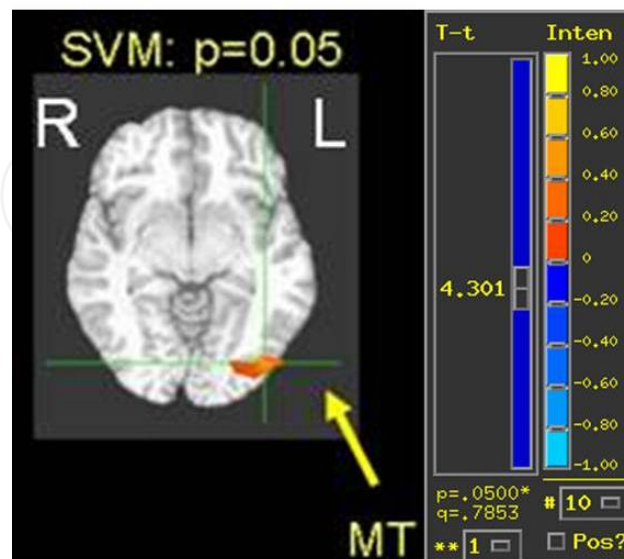 SVM: p=0.05
R L
MT
T-t Inten
1.00
0.80
0.60
0.40
0.20
0
4.301
-0.20
-0.40
-0.60
-0.80
-1.00
p=.0500*
q=.7853
# 10
** 1
Pos?